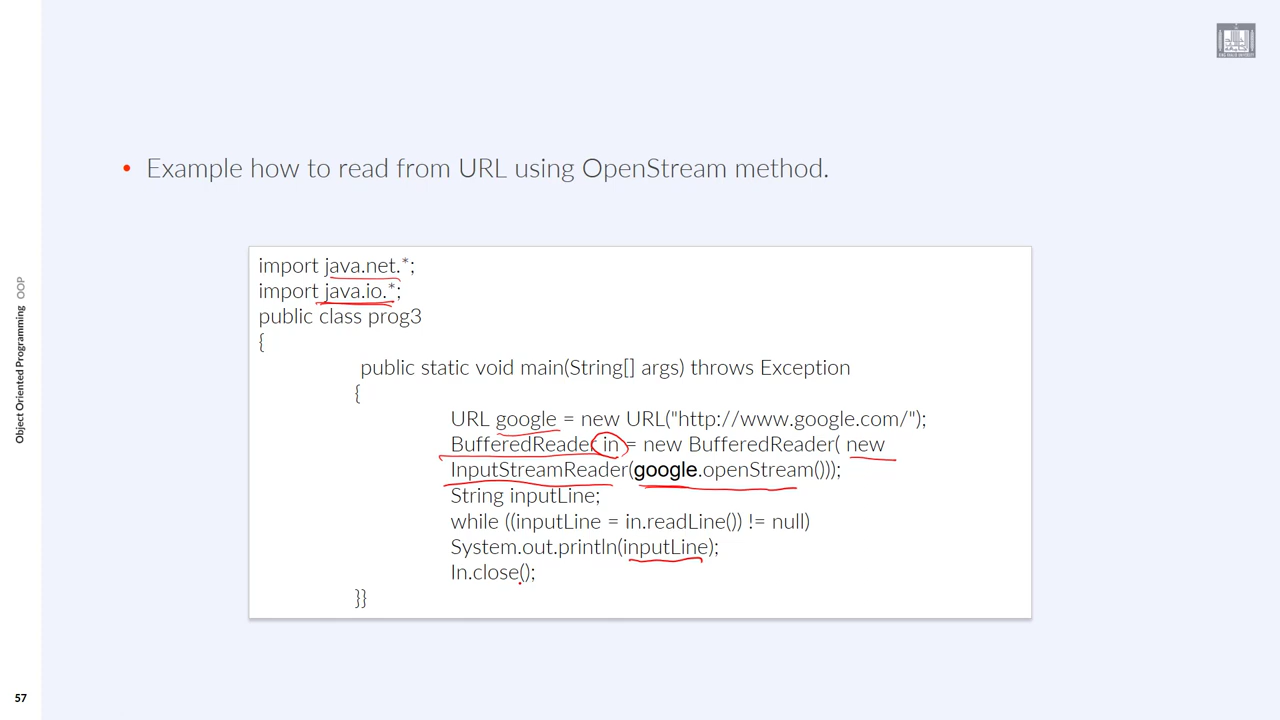 • Example how to read from URL using OpenStream method.
import java.net.*;
import java.io.*;
public class prog3
{
public static void main(String[] args) throws Exception
{
URL google = new URL("http://www.google.com/");
BufferedReader in = new BufferedReader( new
InputStreamReader(google.openStream()));
String inputLine;
while ((inputLine = in.readLine()) != null)
System.out.println(inputLine);
In.close();
}}
Object Oriented Programming OOP
57